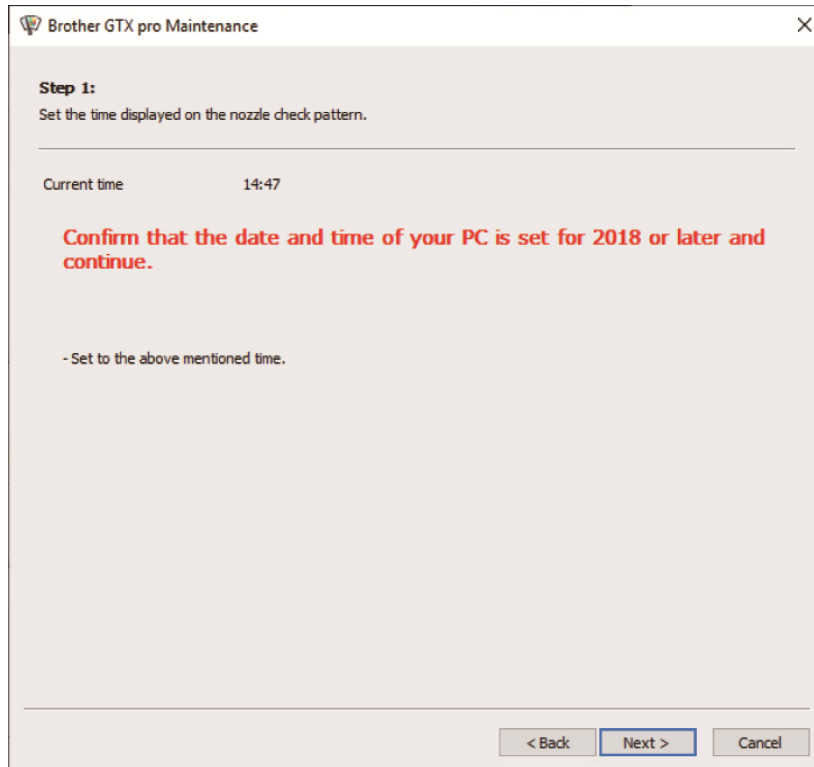 Brother GTX pro Maintenance
Step 1:
Set the time displayed on the nozzle check pattern.
Current time 14:47
Confirm that the date and time of your PC is set for 2018 or later and
continue.
- Set to the above mentioned time.
< Back Next > Cancel